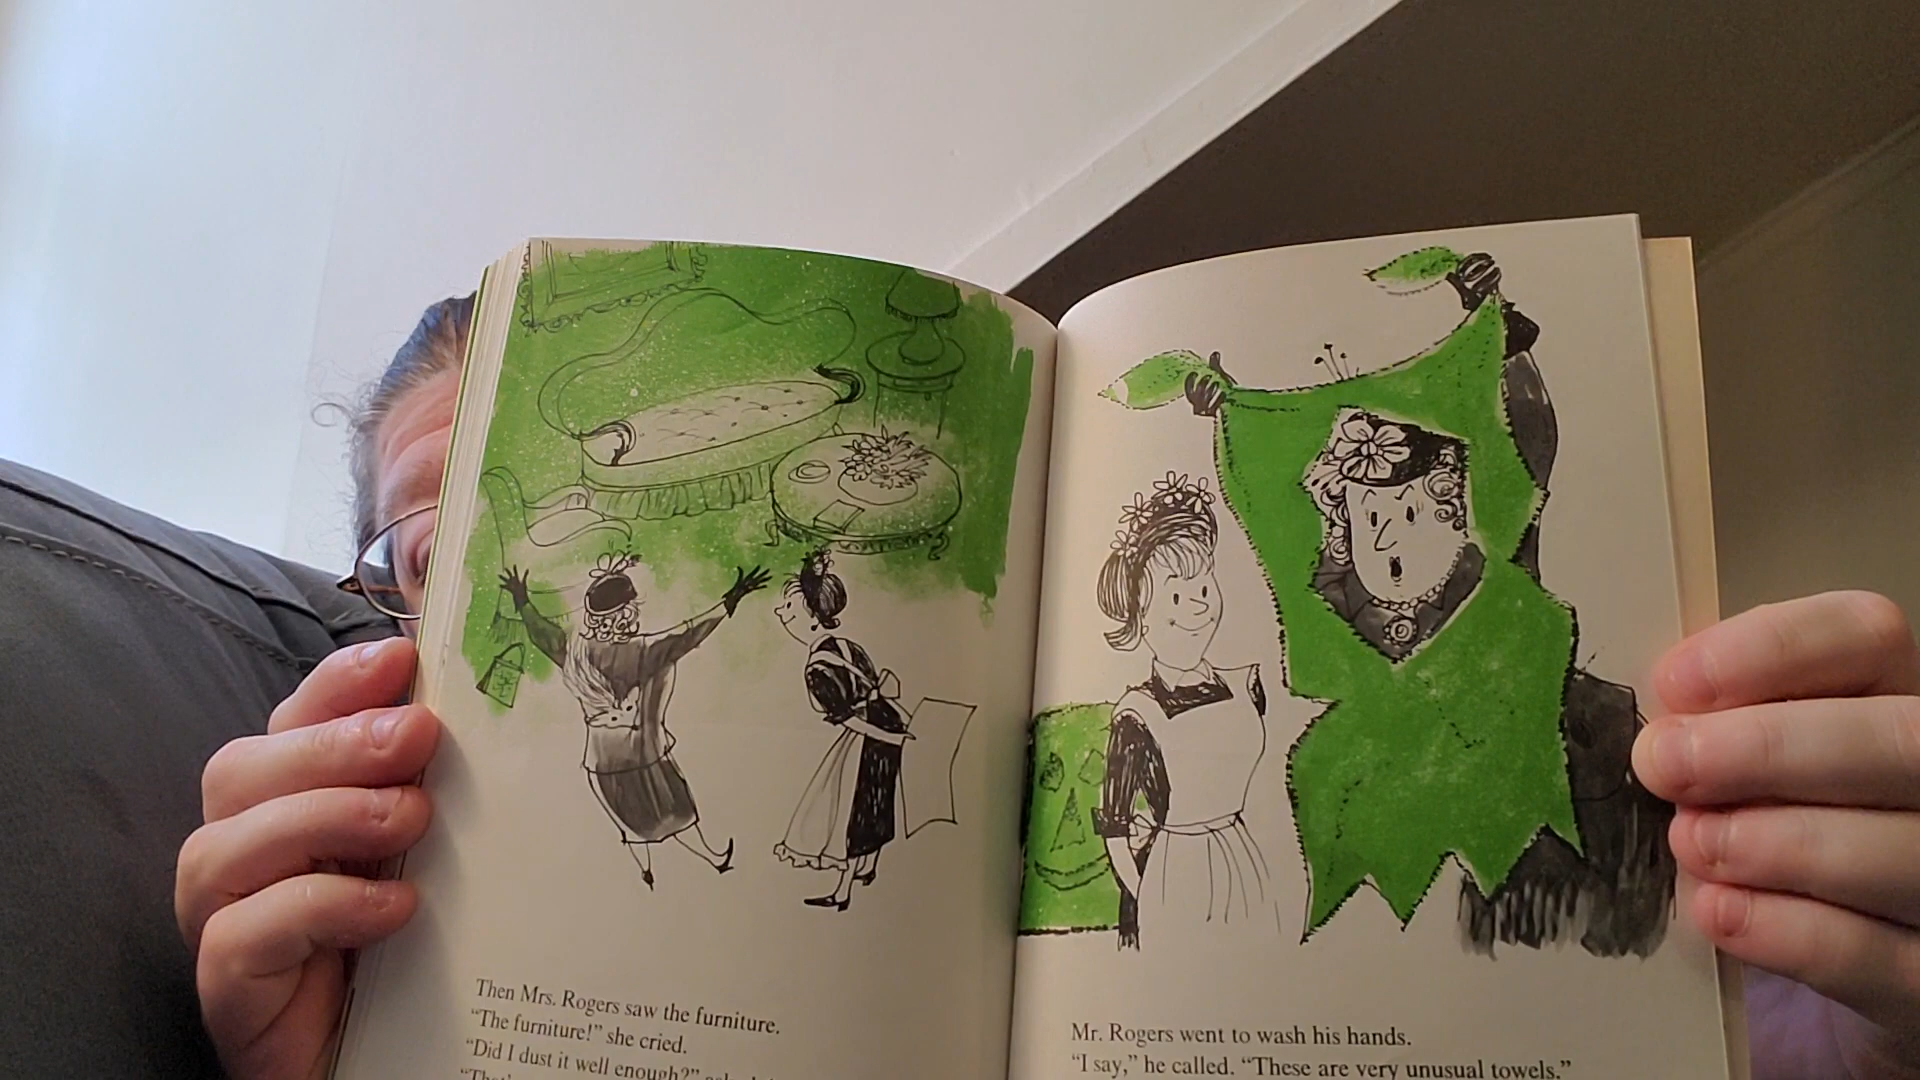 Then Mrs. Rogers saw the furniture.
“The furniture!” she cried.
“Did I dust it well enough?”
“That’
Mr. Rogers went to wash his hands.
“I say,” he called. “These are very unusual towels.”